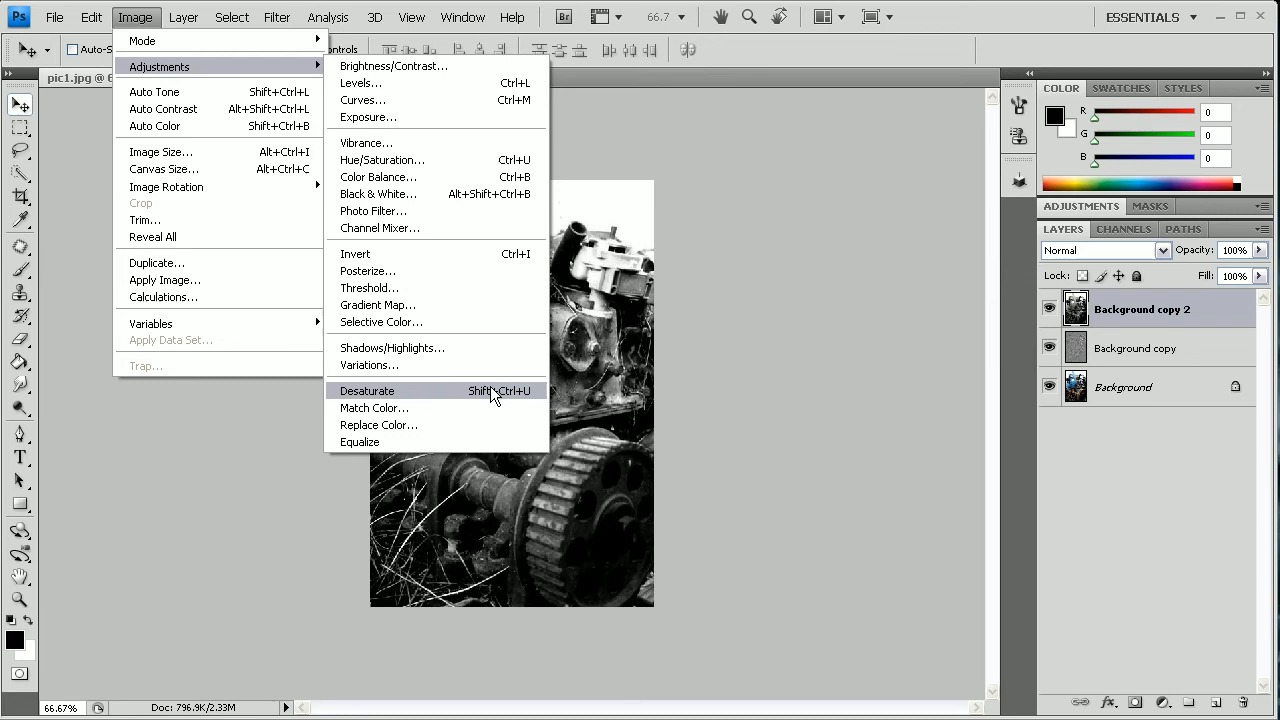 Ps File Edit Image Layer Select Filter Analysis 3D View Window Help Br 66.7 ESSENTIALS
Auto-S
pic1.jpg @ 6
Mode
Adjustments
Auto Tone Shift+Ctrl+L
Auto Contrast Alt+Shift+Ctrl+L
Auto Color Shift+Ctrl+B
Image Size... Alt+Ctrl+I
Canvas Size... Alt+Ctrl+C
Image Rotation
Crop
Trim...
Reveal All
Duplicate...
Apply Image...
Calculations...
Variables
Apply Data Set...
Trap...
Brightness/Contrast...
Levels... Ctrl+L
Curves... Ctrl+M
Exposure...
Vibrance...
Hue/Saturation... Ctrl+U
Color Balance... Ctrl+B
Black & White... Alt+Shift+Ctrl+B
Photo Filter...
Channel Mixer...
Invert Ctrl+I
Posterize...
Threshold...
Gradient Map...
Selective Color...
Shadows/Highlights...
Variations...
Desaturate Shift+Ctrl+U
Match Color...
Replace Color...
Equalize
COLOR SWATCHES STYLES
R 0
G 0
B 0
ADJUSTMENTS MASKS
LAYERS CHANNELS PATHS
Normal Opacity: 100%
Lock: Fill: 100%
Background copy 2
Background copy
Background
T
66.67% Doc: 796.9K/2.33M
fx